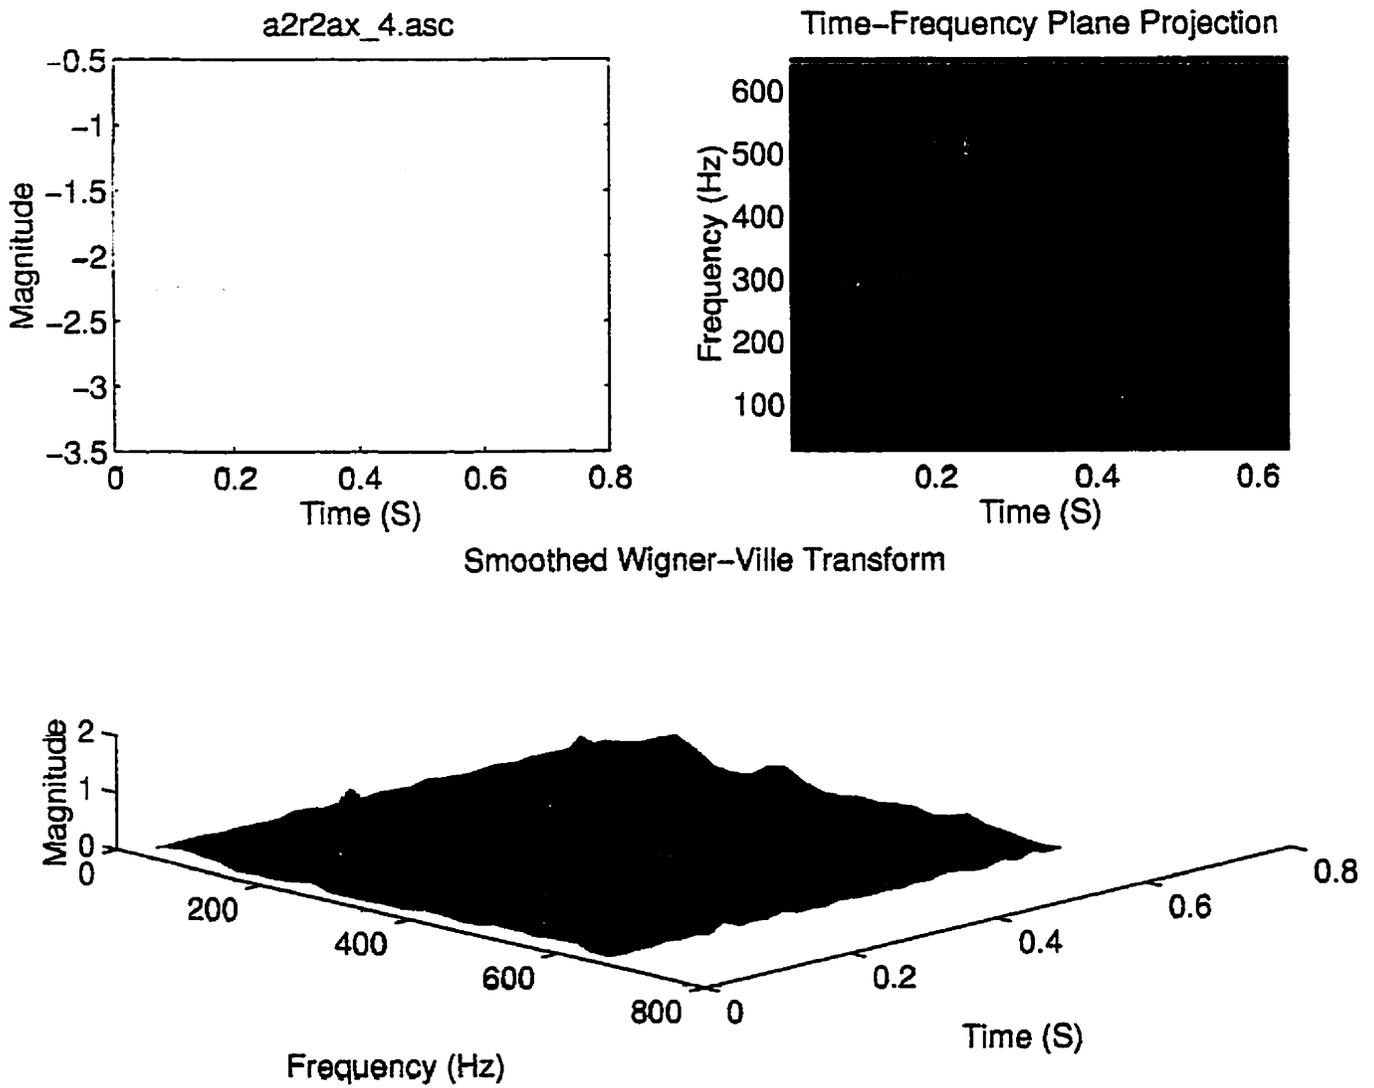 a2r2ax_4.asc
−0.5
−1
−1.5
−2
−2.5
−3
−3.5
Magnitude
0 0.2 0.4 0.6 0.8
Time (S)
Time−Frequency Plane Projection
600
500
400
300
200
100
Frequency (Hz)
0.2 0.4 0.6
Time (S)
Smoothed Wigner−Ville Transform
2
1
0
Magnitude
0
200
400
600
800
Frequency (Hz)
0
0.2
0.4
0.6
0.8
Time (S)